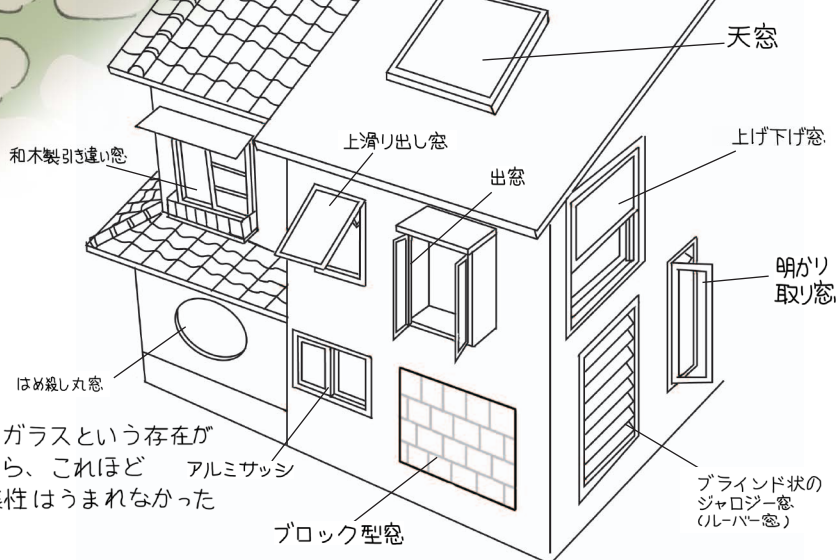 天窓
上げ下げ窓
上滑り出し窓
和木製引き違い窓
出窓
明かり
取り窓
はめ殺し丸窓
ガラスという存在が
ら、これほど
性はうまれなかった
アルミサッシ
ブロック型窓
ブラインド状の
ジャロジー窓
(ルーバー窓)